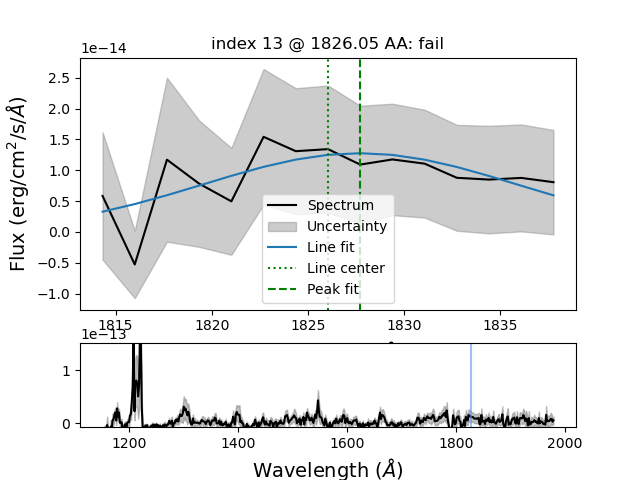 index 13 @ 1826.05 AA: fail
1e−14
2.5
2.0
1.5
1.0
0.5
0.0
−0.5
−1.0
Flux (erg/cm²/s/Å)
Spectrum
Uncertainty
Line fit
Line center
Peak fit
1815 1820 1825 1830 1835
1e−13
1
0
1200 1400 1600 1800 2000
Wavelength (Å)